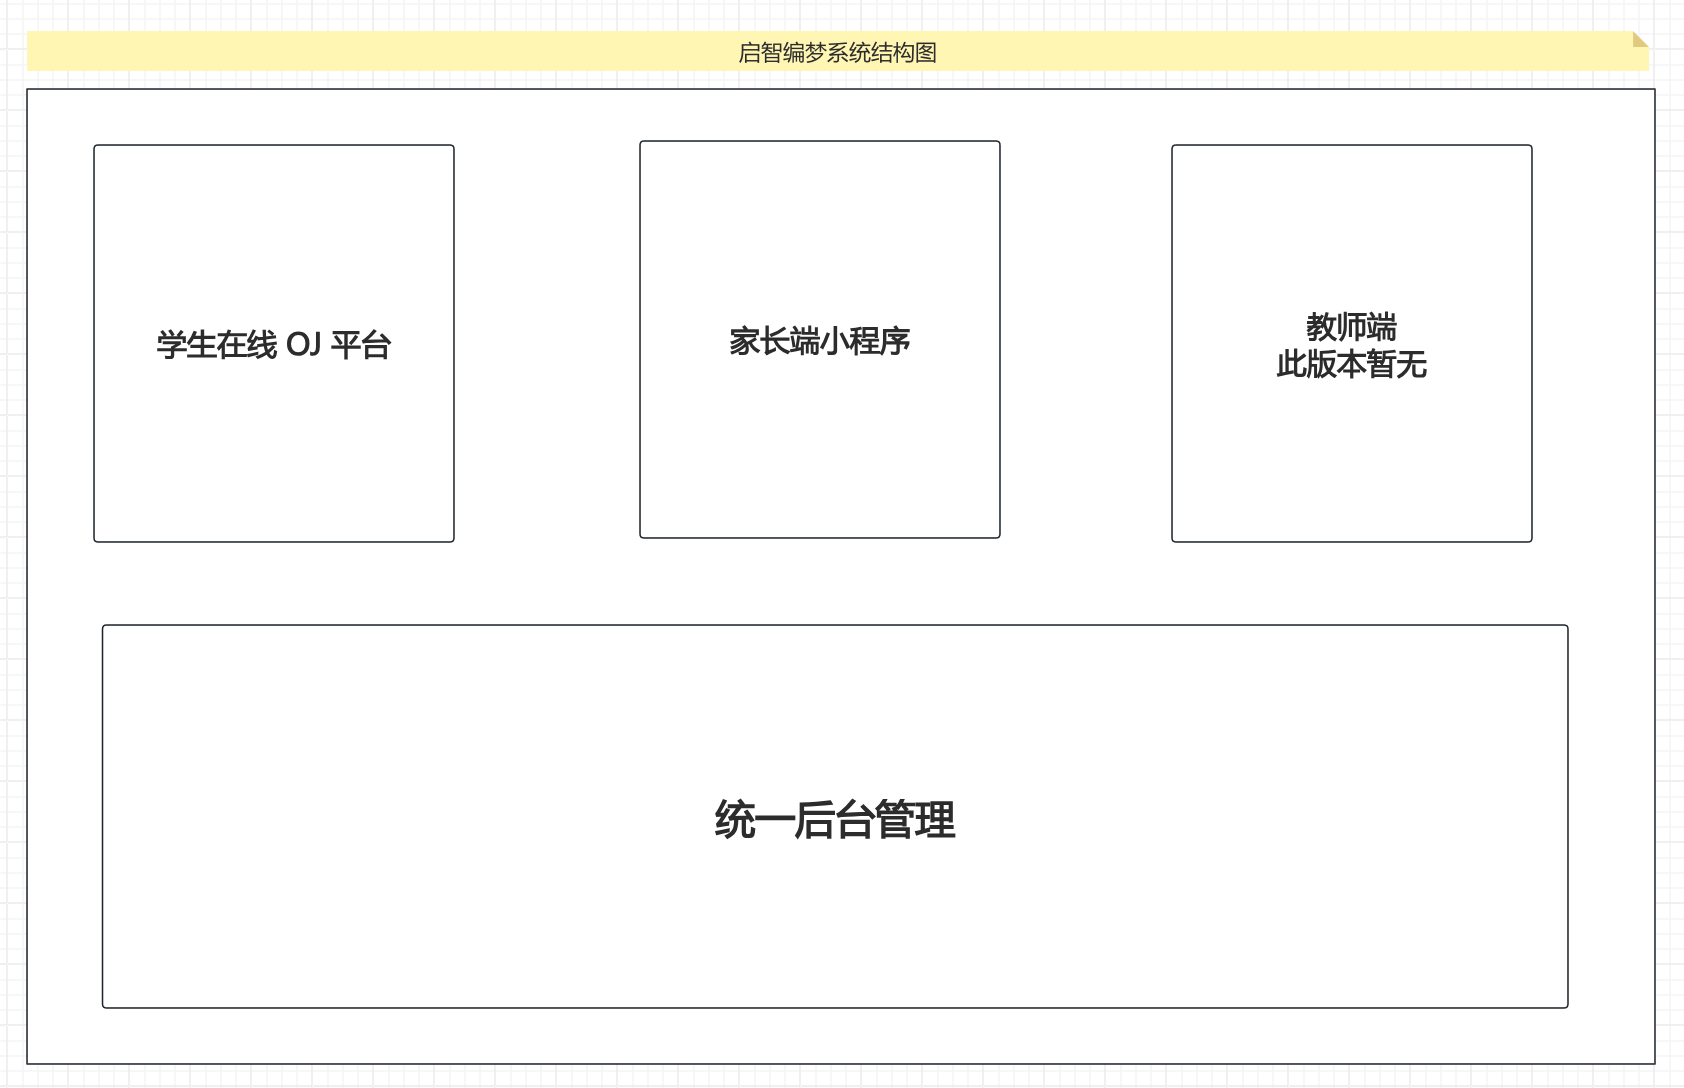 启智编梦系统结构图
学生在线 OJ 平台
家长端小程序
教师端
此版本暂无
统一后台管理